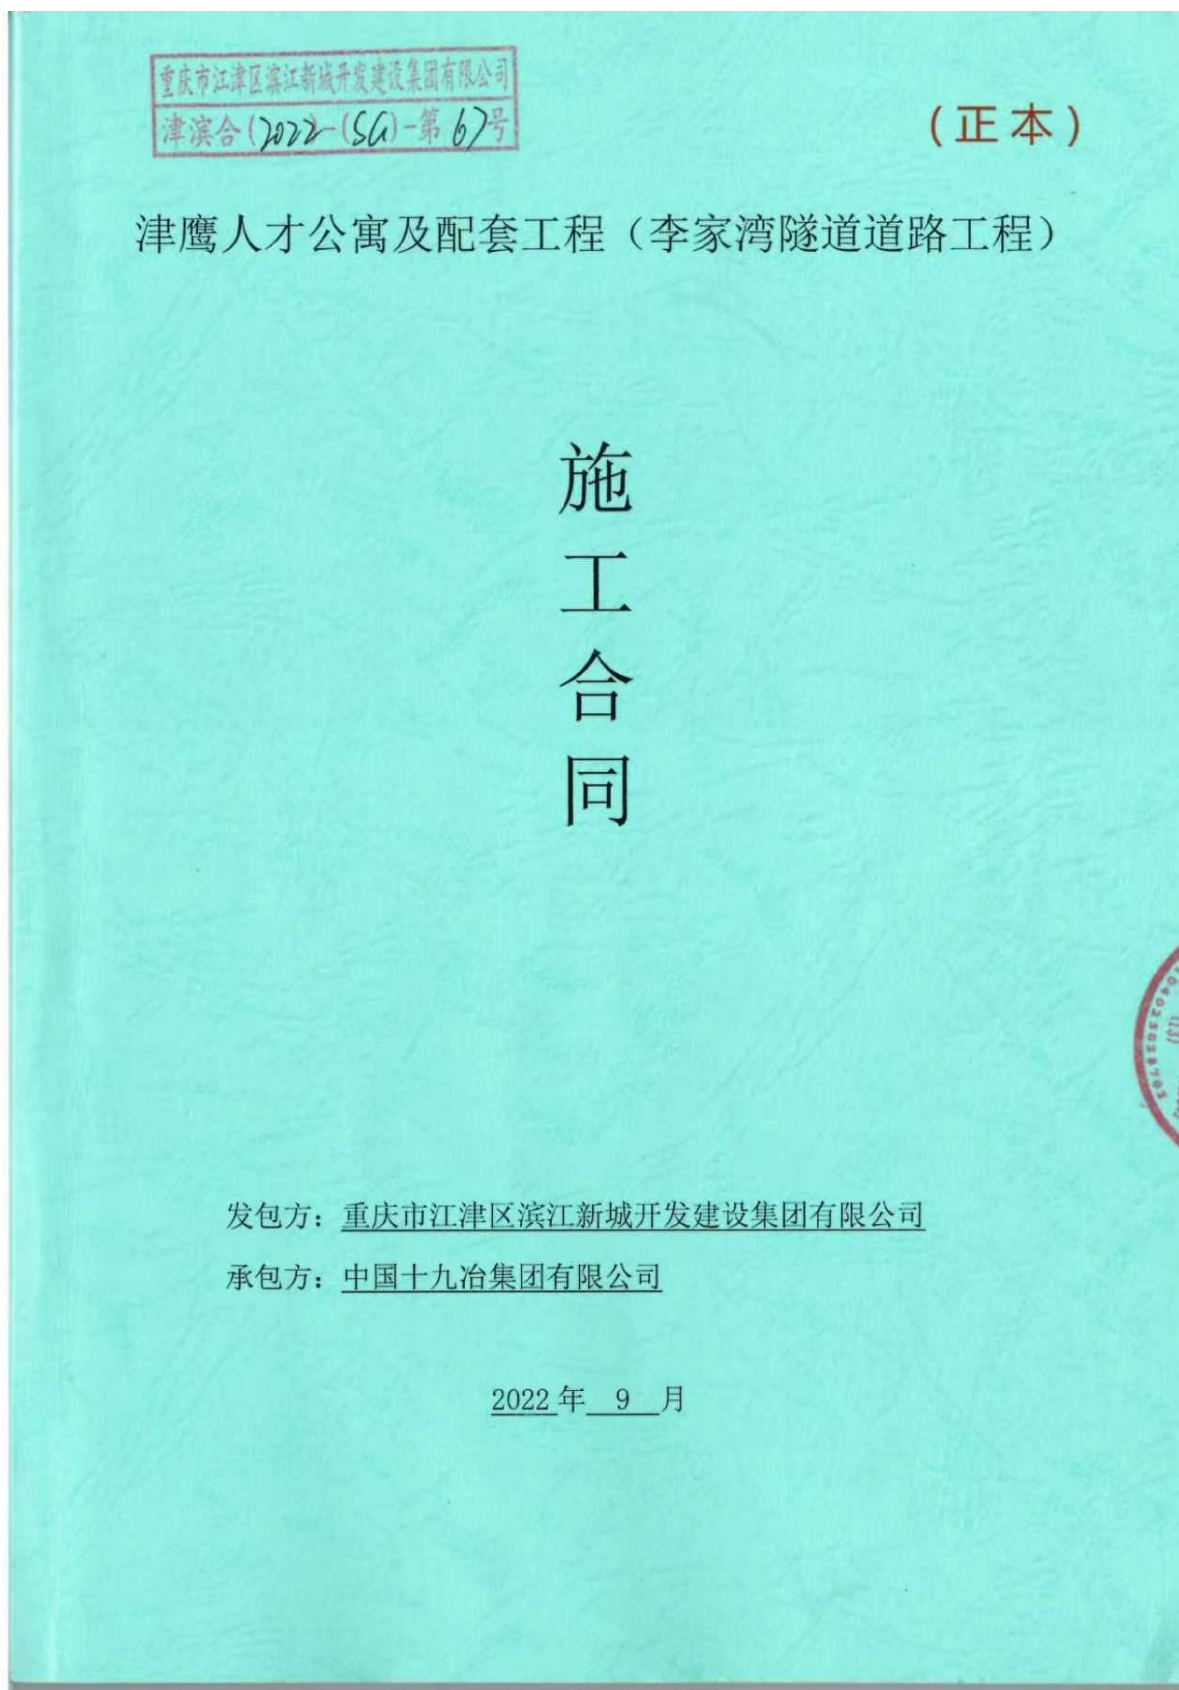 重庆市江津区滨江新城开发建设集团有限公司
津滨合(2022)-(SG)-第67号
(正本)
津鹰人才公寓及配套工程（李家湾隧道道路工程）
施
工
合
同
发包方：重庆市江津区滨江新城开发建设集团有限公司
承包方：中国十九冶集团有限公司
2022年 9 月